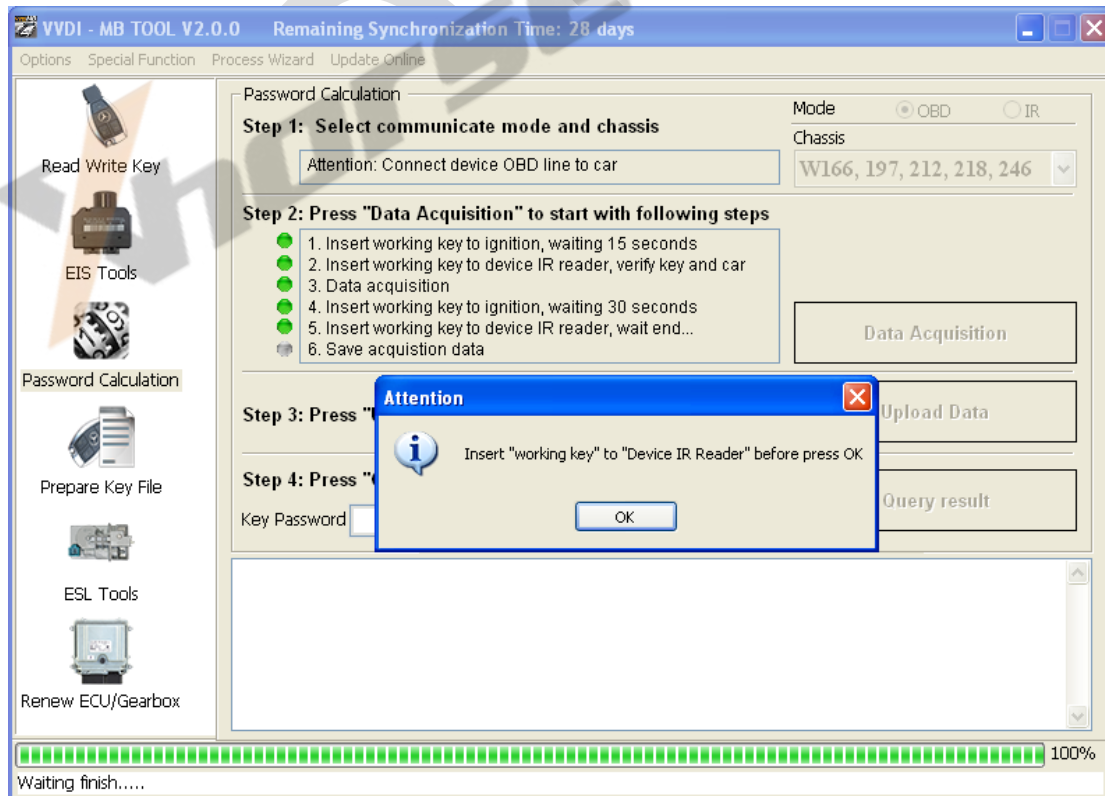 VVDI - MB TOOL V2.0.0 Remaining Synchronization Time: 28 days
Options Special Function Process Wizard Update Online
Read Write Key
EIS Tools
Password Calculation
Prepare Key File
ESL Tools
Renew ECU/Gearbox
Password Calculation
Step 1: Select communicate mode and chassis
Attention: Connect device OBD line to car
Mode OBD IR
Chassis
W166, 197, 212, 218, 246
Step 2: Press "Data Acquisition" to start with following steps
1. Insert working key to ignition, waiting 15 seconds
2. Insert working key to device IR reader, verify key and car
3. Data acquisition
4. Insert working key to ignition, waiting 30 seconds
5. Insert working key to device IR reader, wait end...
6. Save acquistion data
Data Acquisition
Step 3: Press "
Upload Data
Step 4: Press "
Key Password
Query result
Attention
Insert "working key" to "Device IR Reader" before press OK
OK
100%
Waiting finish.....
Xhorse